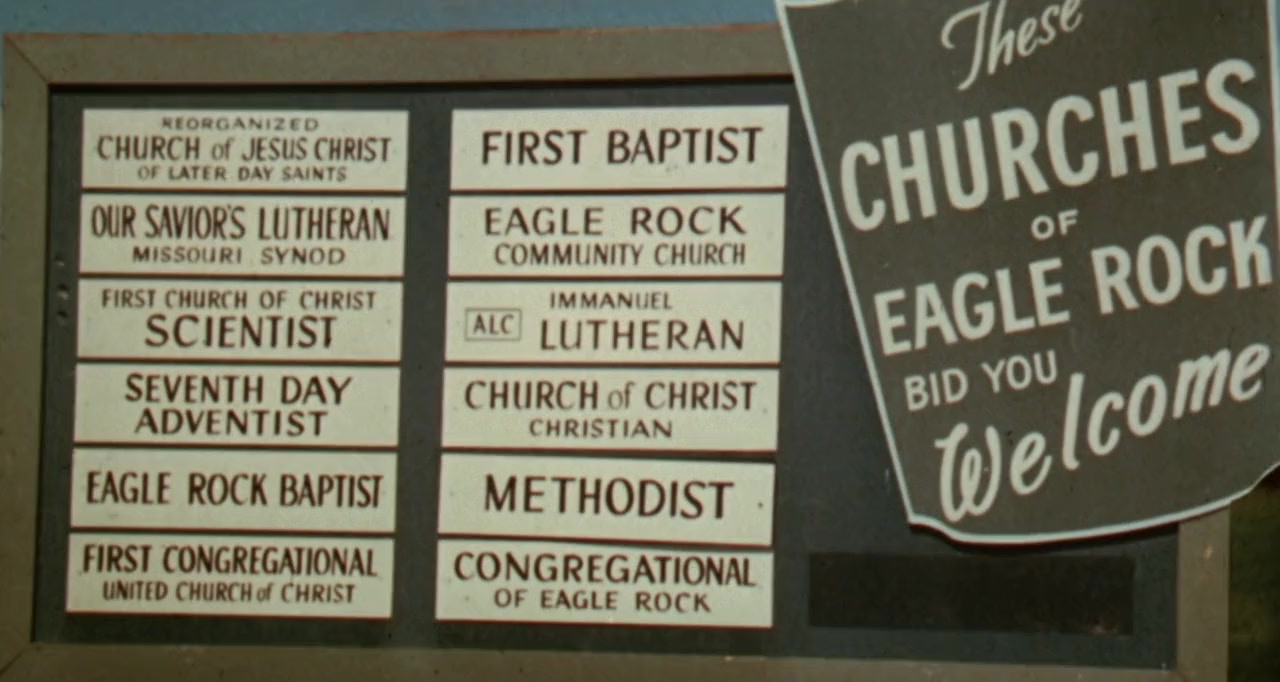 REORGANIZED
CHURCH of JESUS CHRIST
OF LATER DAY SAINTS
OUR SAVIOR'S LUTHERAN
MISSOURI SYNOD
FIRST CHURCH OF CHRIST
SCIENTIST
SEVENTH DAY
ADVENTIST
EAGLE ROCK BAPTIST
FIRST CONGREGATIONAL
UNITED CHURCH of CHRIST
FIRST BAPTIST
EAGLE ROCK
COMMUNITY CHURCH
IMMANUEL
ALC LUTHERAN
CHURCH of CHRIST
CHRISTIAN
METHODIST
CONGREGATIONAL
OF EAGLE ROCK
These
CHURCHES
OF
EAGLE ROCK
BID YOU
Welcome